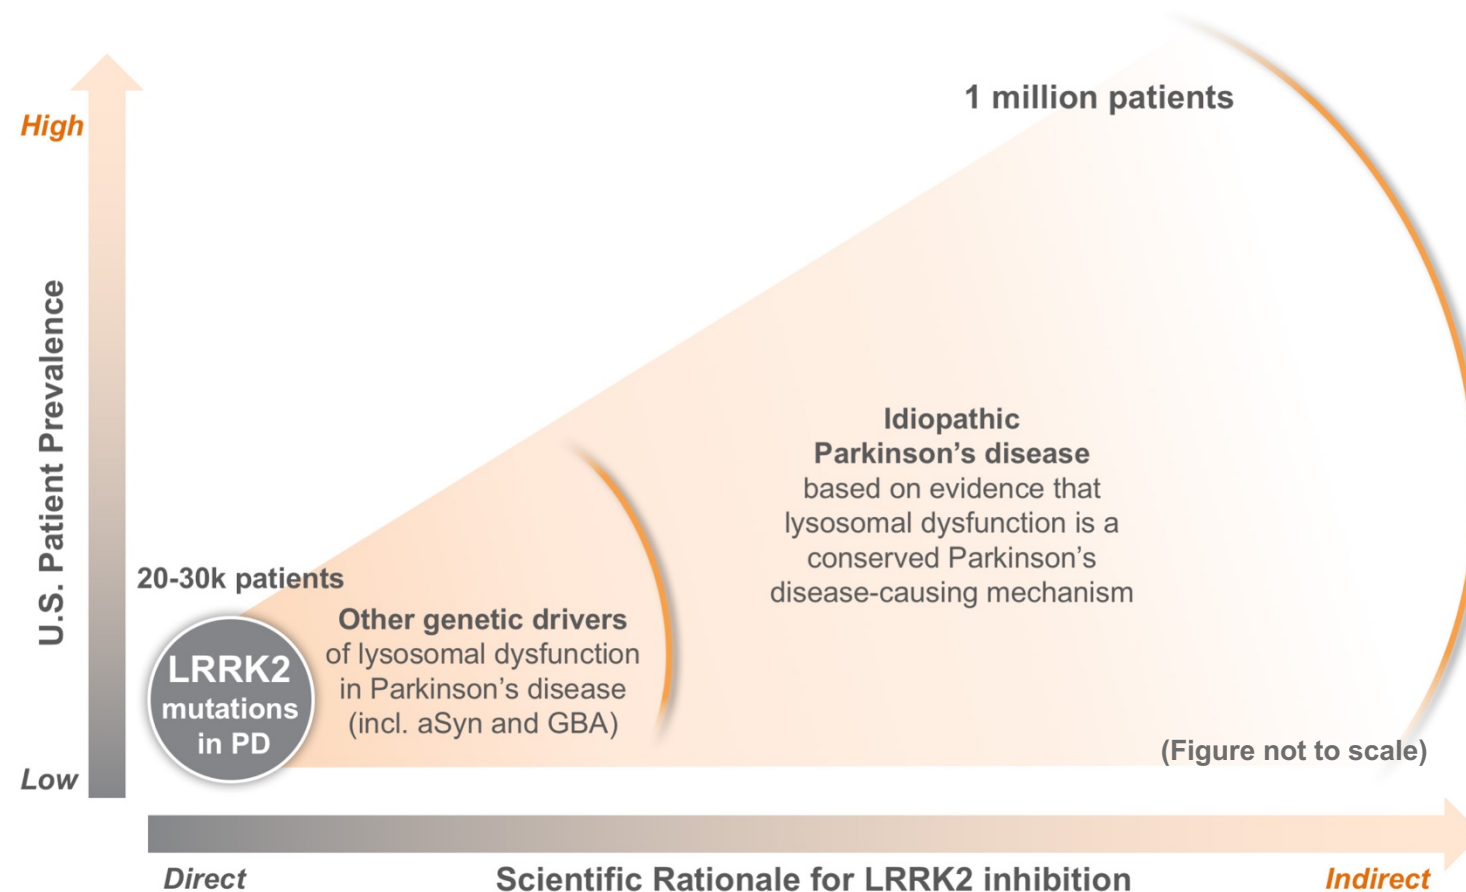 1 million patients
High
U.S. Patient Prevalence
Idiopathic
Parkinson’s disease
based on evidence that
lysosomal dysfunction is a
conserved Parkinson’s
disease-causing mechanism
20-30k patients
LRRK2
mutations
in PD
Other genetic drivers
of lysosomal dysfunction
in Parkinson’s disease
(incl. aSyn and GBA)
(Figure not to scale)
Low
Direct
Scientific Rationale for LRRK2 inhibition
Indirect